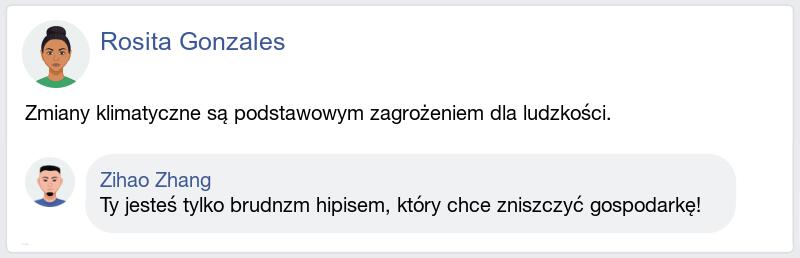 Rosita Gonzales
Zmiany klimatyczne są podstawowym zagrożeniem dla ludzkości.
Zihao Zhang
Ty jesteś tylko brudnzm hipisem, który chce zniszczyć gospodarkę!